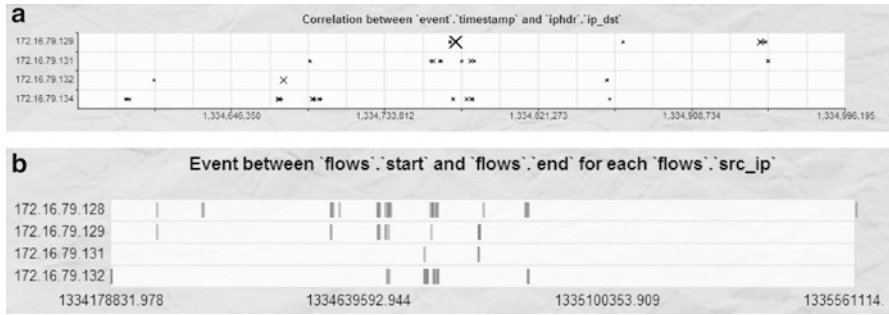 a
Correlation between `event`.`timestamp` and `iphdr`.`ip_dst`
172.16.79.129
172.16.79.131
172.16.79.132
172.16.79.134
1,334,646,350 1,334,733,812 1,334,821,273 1,334,908,734 1,334,996,195
b
Event between `flows`.`start` and `flows`.`end` for each `flows`.`src_ip`
172.16.79.128
172.16.79.129
172.16.79.131
172.16.79.132
1334178831.978 1334639592.944 1335100353.909 1335561114.